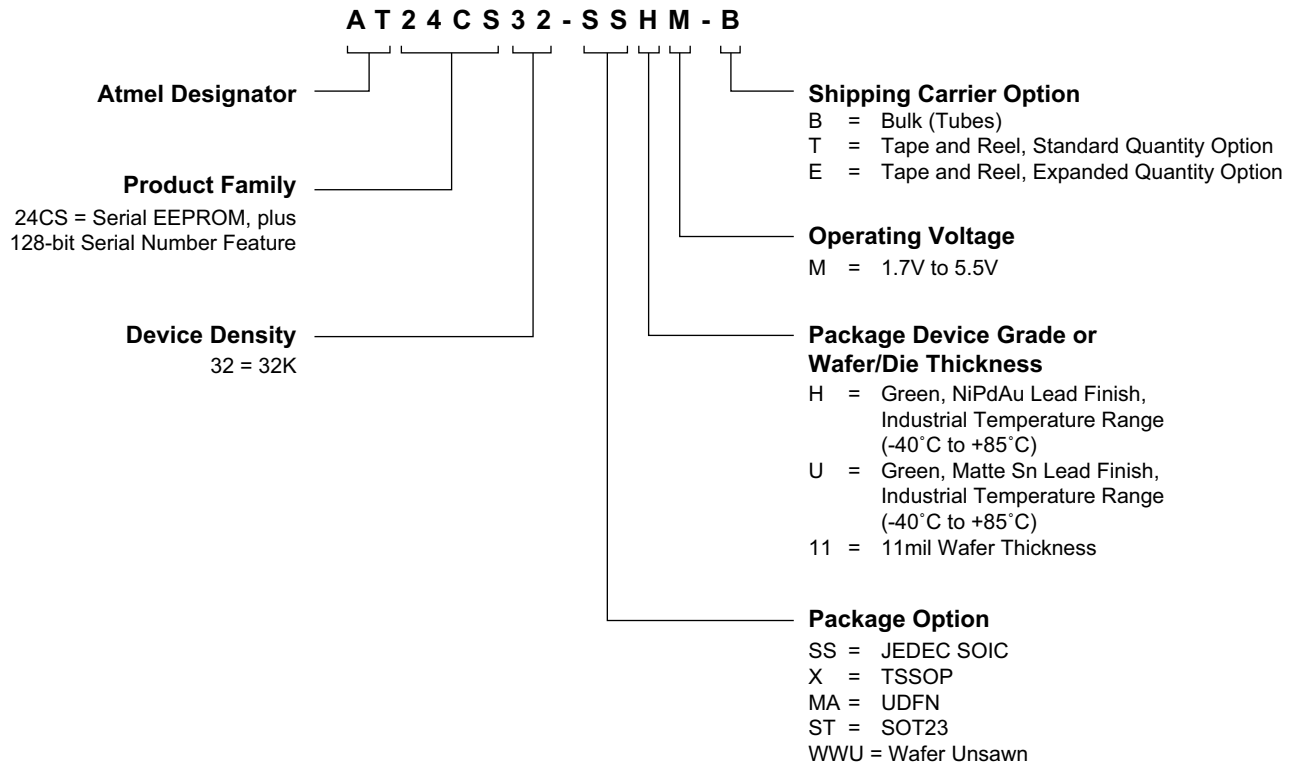 AT24CS32-SSHM-B
Atmel Designator
Product Family
24CS = Serial EEPROM, plus
128-bit Serial Number Feature
Device Density
32 = 32K
Shipping Carrier Option
B = Bulk (Tubes)
T = Tape and Reel, Standard Quantity Option
E = Tape and Reel, Expanded Quantity Option
Operating Voltage
M = 1.7V to 5.5V
Package Device Grade or
Wafer/Die Thickness
H = Green, NiPdAu Lead Finish,
Industrial Temperature Range
(-40˚C to +85˚C)
U = Green, Matte Sn Lead Finish,
Industrial Temperature Range
(-40˚C to +85˚C)
11 = 11mil Wafer Thickness
Package Option
SS = JEDEC SOIC
X = TSSOP
MA = UDFN
ST = SOT23
WWU = Wafer Unsawn